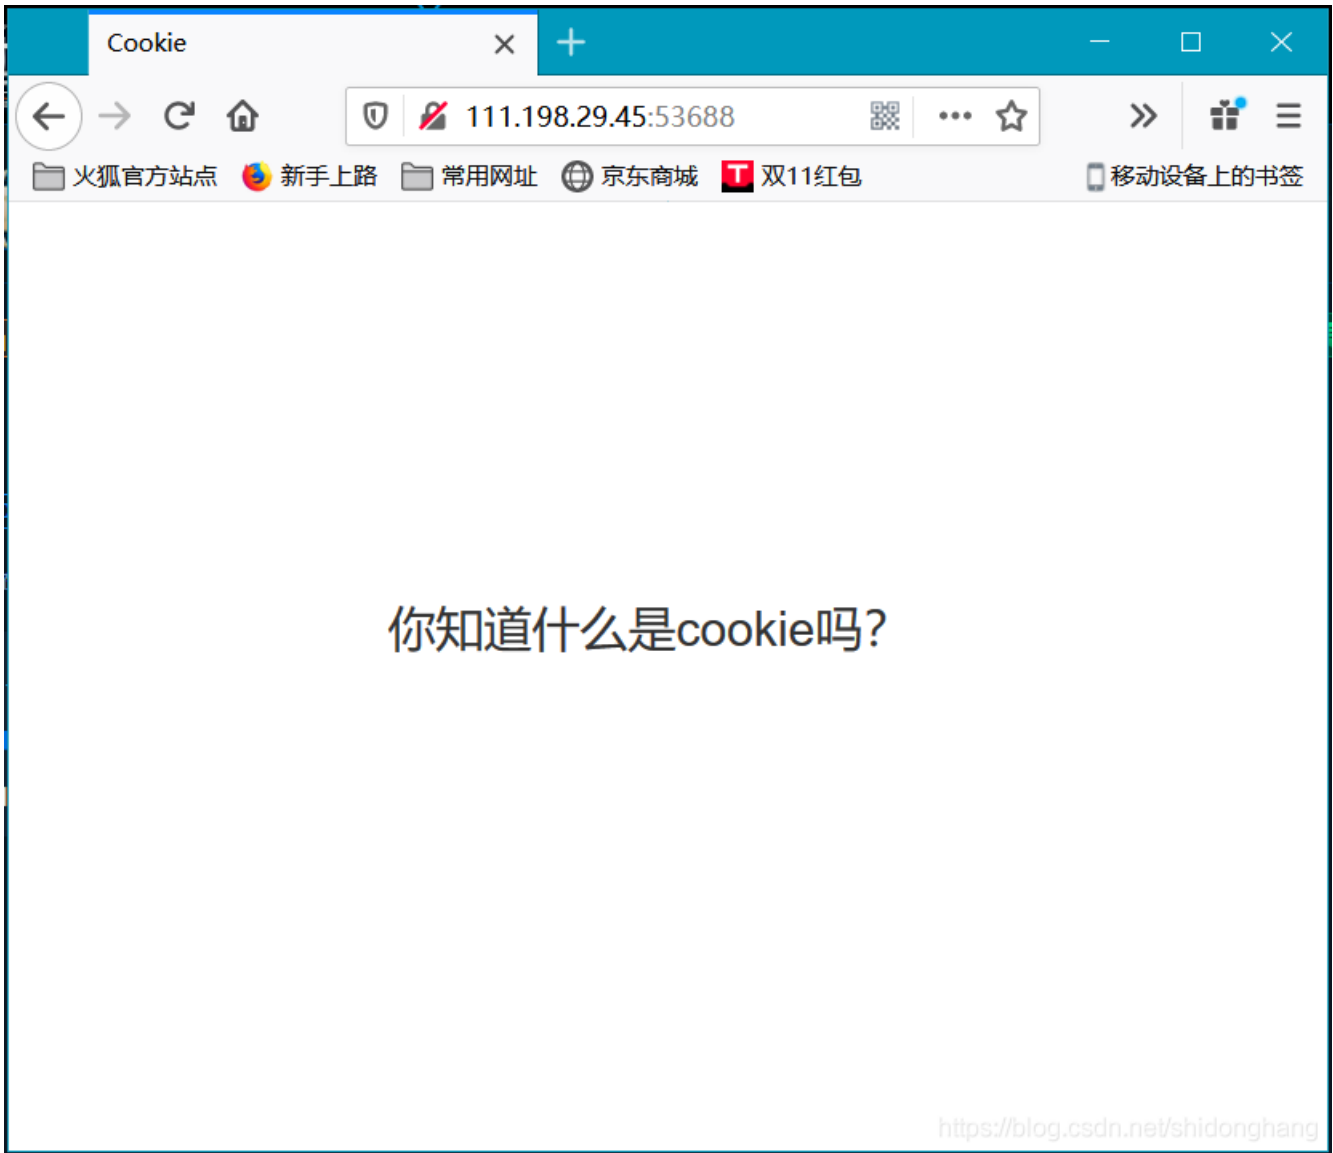 Cookie
111.198.29.45:53688
火狐官方站点 新手上路 常用网址 京东商城 T 双11红包 移动设备上的书签
你知道什么是cookie吗?
https://blog.csdn.net/shidonghang